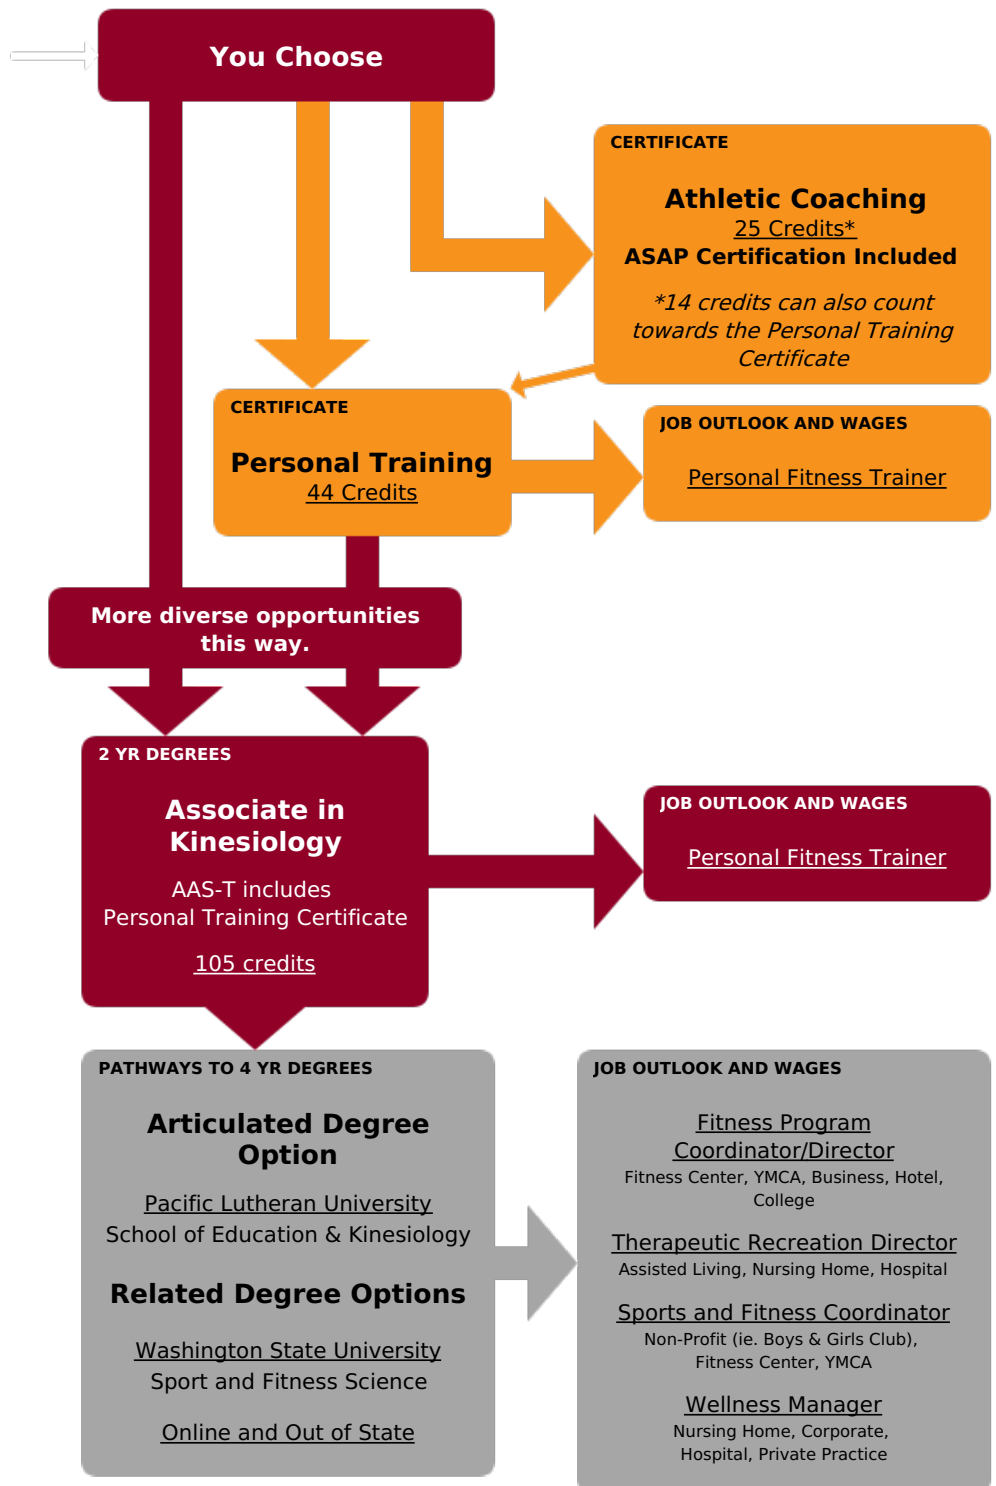 You Choose
CERTIFICATE
Athletic Coaching
25 Credits*
ASAP Certification Included
*14 credits can also count
towards the Personal Training
Certificate
CERTIFICATE
Personal Training
44 Credits
JOB OUTLOOK AND WAGES
Personal Fitness Trainer
More diverse opportunities
this way.
2 YR DEGREES
Associate in
Kinesiology
AAS-T includes
Personal Training Certificate
105 credits
JOB OUTLOOK AND WAGES
Personal Fitness Trainer
PATHWAYS TO 4 YR DEGREES
Articulated Degree
Option
Pacific Lutheran University
School of Education & Kinesiology
Related Degree Options
Washington State University
Sport and Fitness Science
Online and Out of State
JOB OUTLOOK AND WAGES
Fitness Program
Coordinator/Director
Fitness Center, YMCA, Business, Hotel,
College
Therapeutic Recreation Director
Assisted Living, Nursing Home, Hospital
Sports and Fitness Coordinator
Non-Profit (ie. Boys & Girls Club),
Fitness Center, YMCA
Wellness Manager
Nursing Home, Corporate,
Hospital, Private Practice